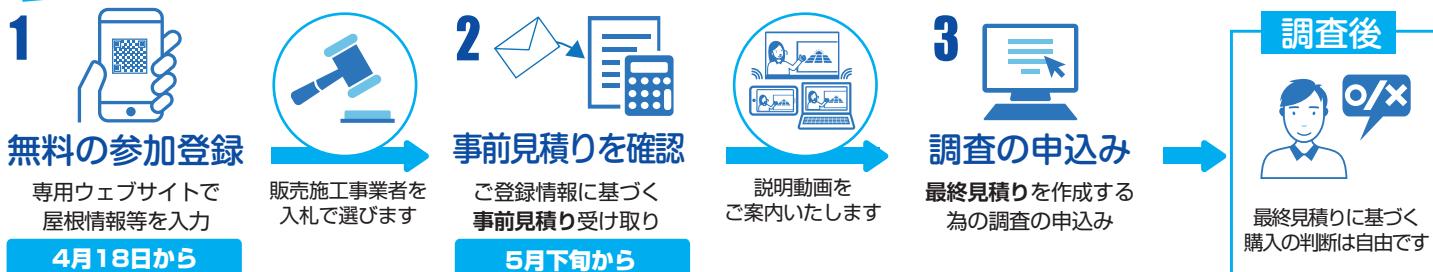 1
無料の参加登録
専用ウェブサイトで
屋根情報等を入力
4月18日から
販売施工事業者を
入札で選びます
2
事前見積りを確認
ご登録情報に基づく
事前見積り受け取り
5月下旬から
説明動画を
ご案内いたします
3
調査の申込み
最終見積りを作成する
為の調査の申込み
調査後
o/x
最終見積りに基づく
購入の判断は自由です